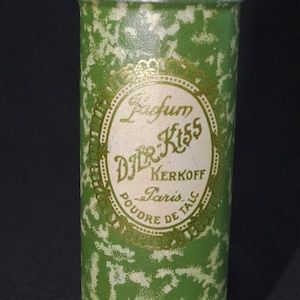 Parfum
DJER-KISS
KERKOFF
Paris
POUDRE DE TALC